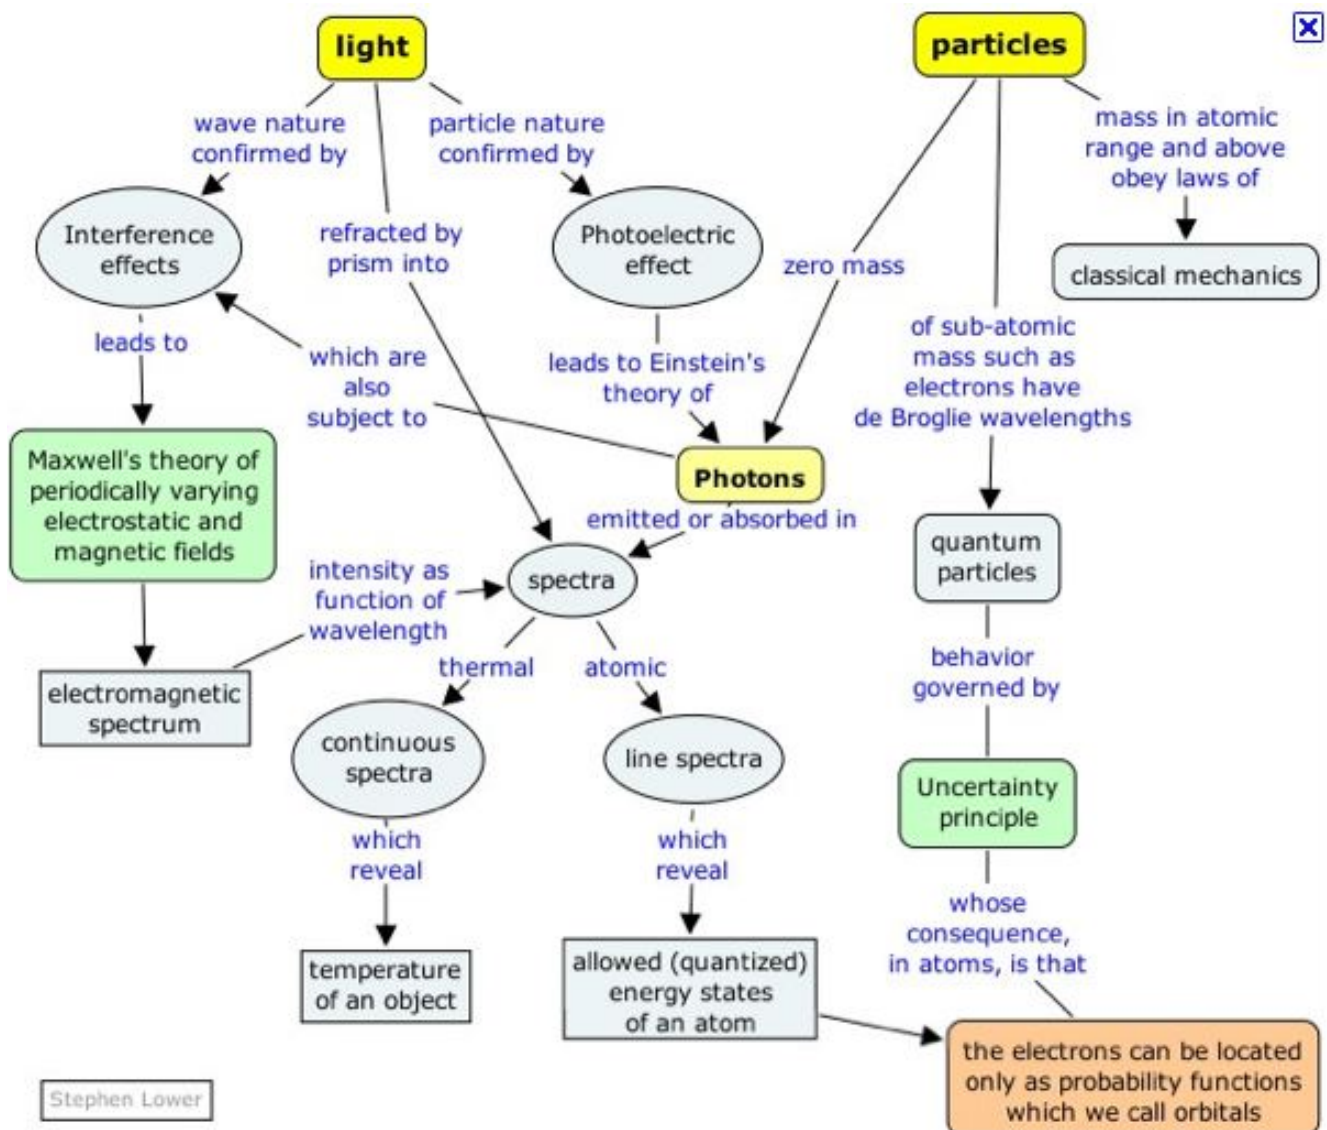 light
particles
wave nature
confirmed by
particle nature
confirmed by
mass in atomic
range and above
obey laws of
Interference
effects
refracted by
prism into
Photoelectric
effect
zero mass
classical mechanics
leads to
which are
also
subject to
leads to Einstein's
theory of
of sub-atomic
mass such as
electrons have
de Broglie wavelengths
Maxwell's theory of
periodically varying
electrostatic and
magnetic fields
Photons
emitted or absorbed in
quantum
particles
intensity as
function of
wavelength
spectra
thermal
atomic
behavior
governed by
electromagnetic
spectrum
continuous
spectra
line spectra
Uncertainty
principle
which
reveal
which
reveal
whose
consequence,
in atoms, is that
temperature
of an object
allowed (quantized)
energy states
of an atom
the electrons can be located
only as probability functions
which we call orbitals
Stephen Lower